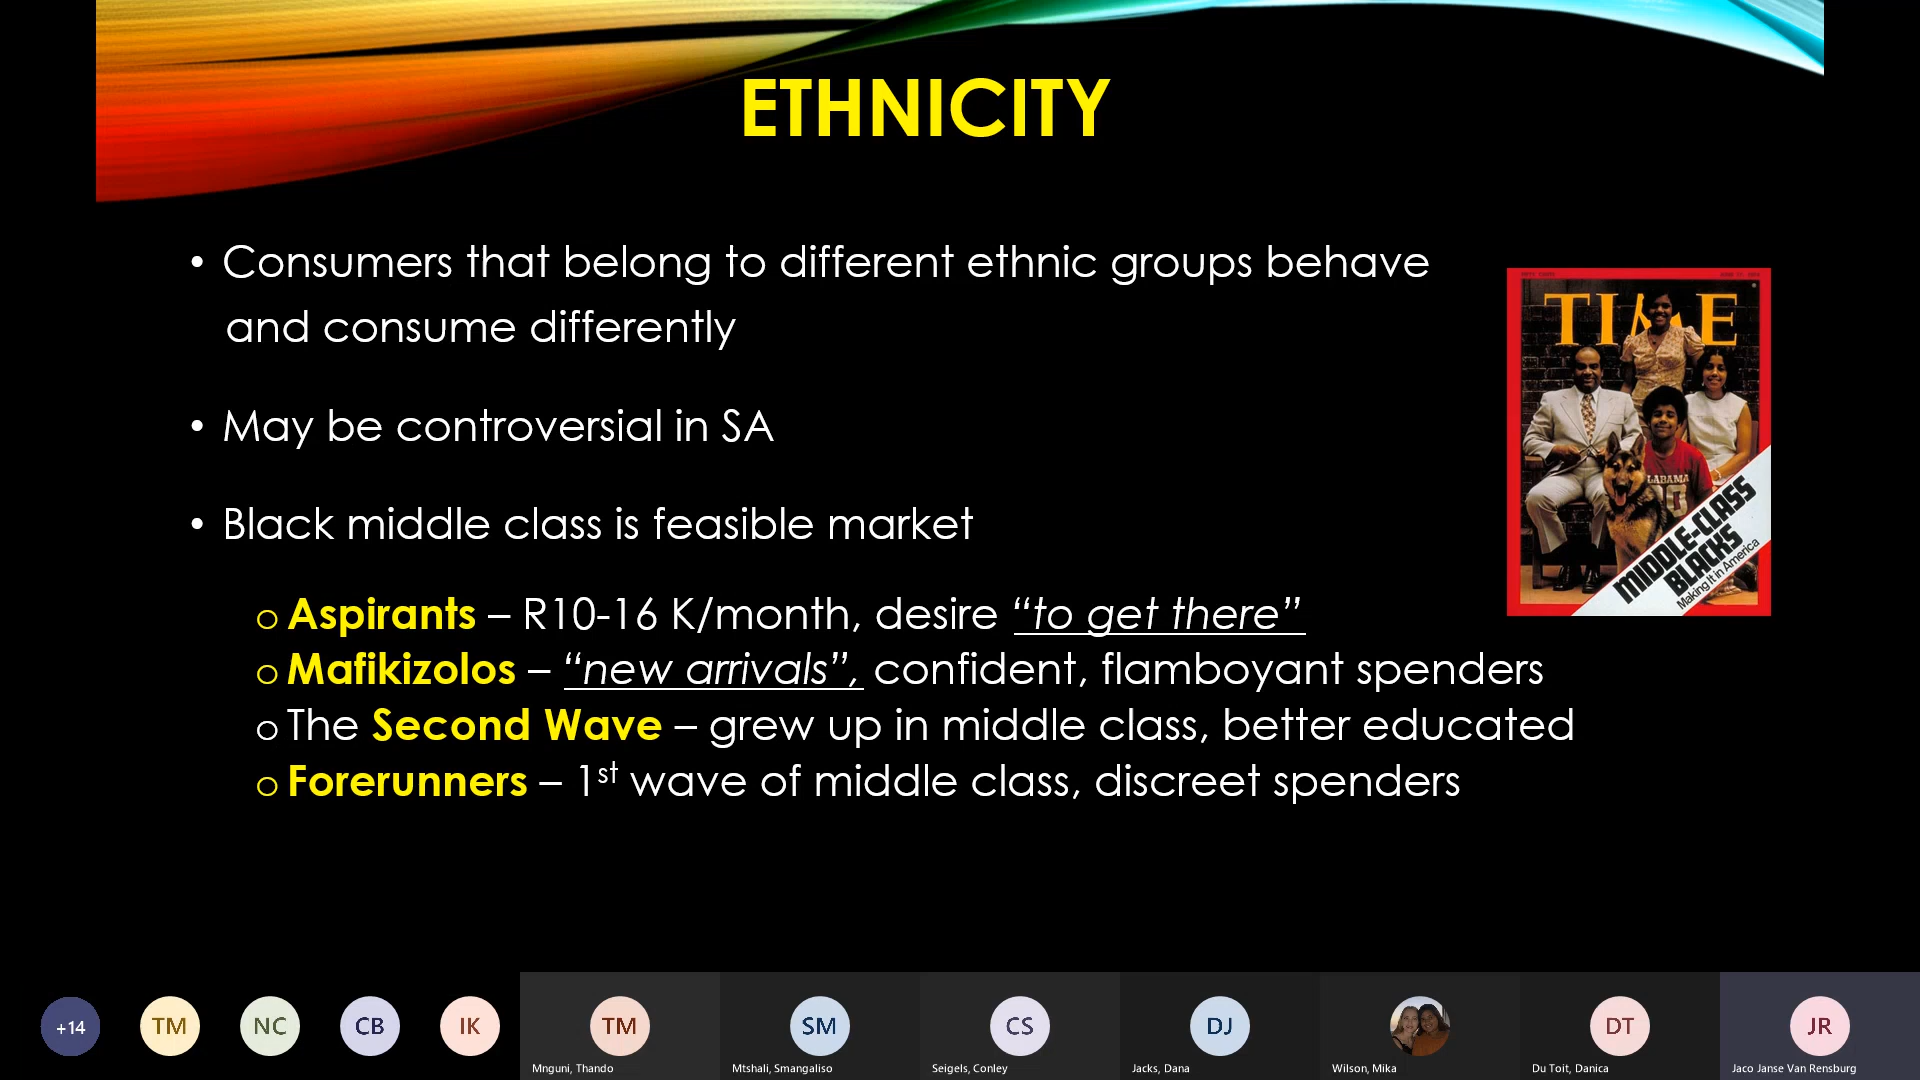 ETHNICITY
• Consumers that belong to different ethnic groups behave
and consume differently
• May be controversial in SA
• Black middle class is feasible market
o Aspirants – R10-16 K/month, desire “to get there”
o Mafikizolos – “new arrivals”, confident, flamboyant spenders
o The Second Wave – grew up in middle class, better educated
o Forerunners – 1st wave of middle class, discreet spenders
TIME
LABAMA
MIDDLE-CLASS
BLACKS
Making It in America
+14
TM
NC
CB
IK
TM
SM
CS
DJ
DT
JR
Mnguni, Thando
Mtshali, Smangaliso
Seigels, Conley
Jacks, Dana
Wilson, Mika
Du Toit, Danica
Jaco Janse Van Rensburg